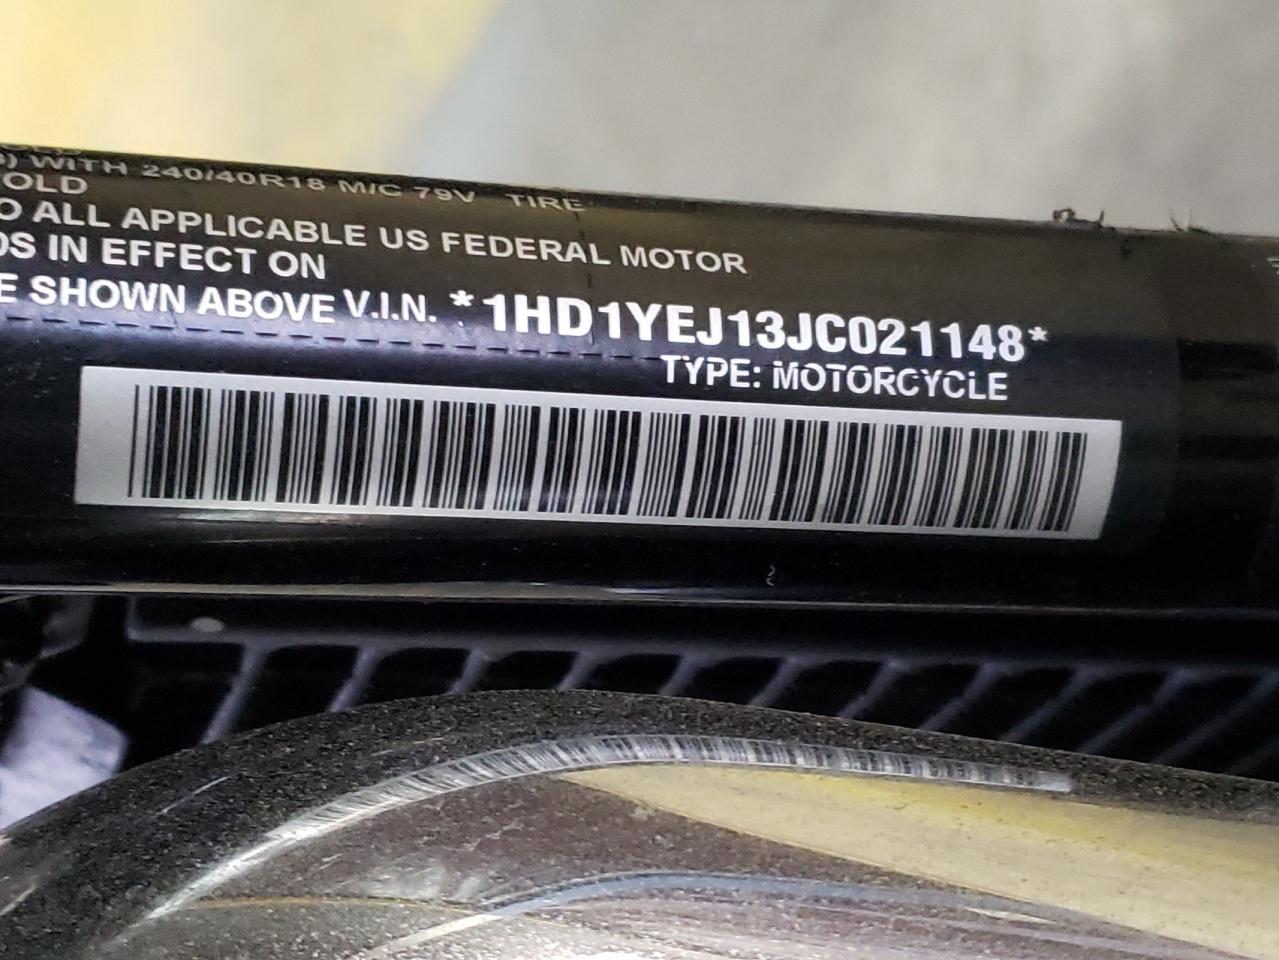 ) WITH 240/40R18 M/C 79V TIRE
OLD
O ALL APPLICABLE US FEDERAL MOTOR
DS IN EFFECT ON
E SHOWN ABOVE V.I.N. *1HD1YEJ13JC021148*
TYPE: MOTORCYCLE